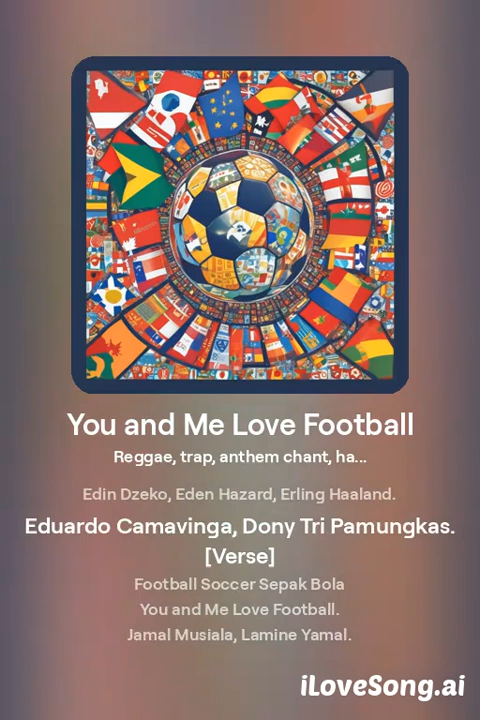 You and Me Love Football
Reggae, trap, anthem chant, ha...
Edin Dzeko, Eden Hazard, Erling Haaland.
Eduardo Camavinga, Dony Tri Pamungkas.
[Verse]
Football Soccer Sepak Bola
You and Me Love Football.
Jamal Musiala, Lamine Yamal.
iLoveSong.ai